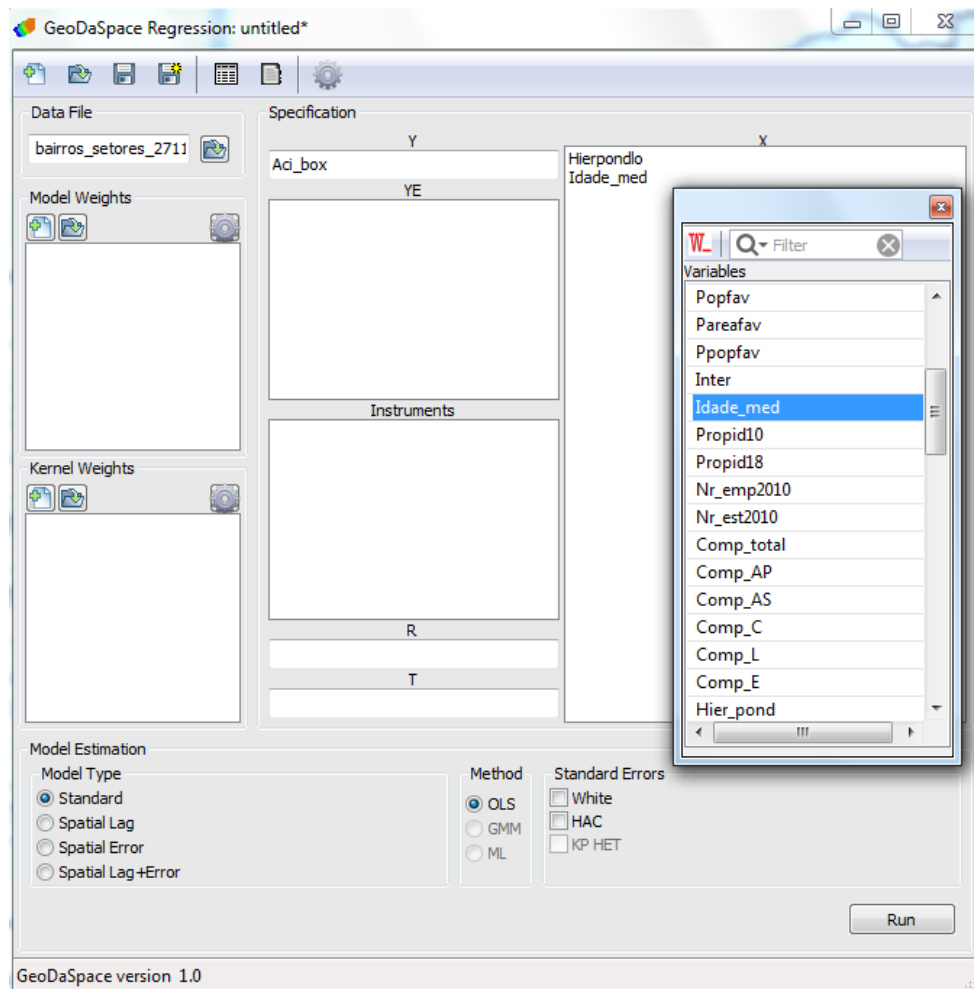 GeoDaSpace Regression: untitled*
Data File
bairros_setores_2711
Model Weights
Kernel Weights
Specification
Y
Aci_box
YE
Instruments
R
T
X
Hierpondlo
Idade_med
W_
Filter
Variables
Popfav
Pareafav
Ppopfav
Inter
Idade_med
Propid10
Propid18
Nr_emp2010
Nr_est2010
Comp_total
Comp_AP
Comp_AS
Comp_C
Comp_L
Comp_E
Hier_pond
Model Estimation
Model Type
Standard
Spatial Lag
Spatial Error
Spatial Lag+Error
Method
OLS
GMM
ML
Standard Errors
White
HAC
KP HET
Run
GeoDaSpace version 1.0